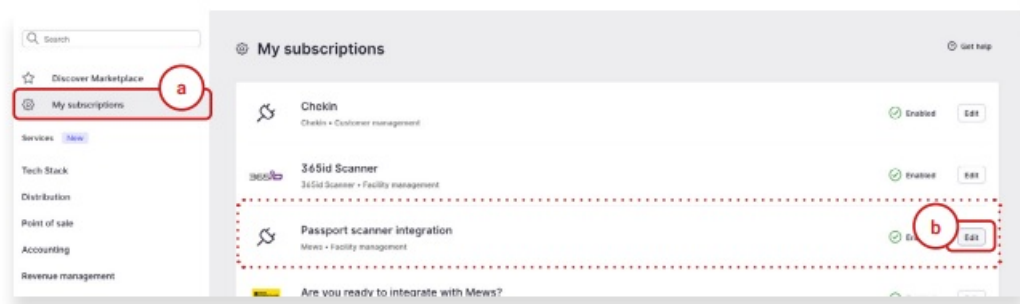 Search
Discover Marketplace
a
My subscriptions
Services New
Tech Stack
Distribution
Point of sale
Accounting
Revenue management
My subscriptions
Get help
Chekin
Chekin • Customer management
Enabled
Edit
365id
365id Scanner
365id Scanner • Facility management
Enabled
Edit
Passport scanner integration
Mews • Facility management
b
Edit
Are you ready to integrate with Mews?